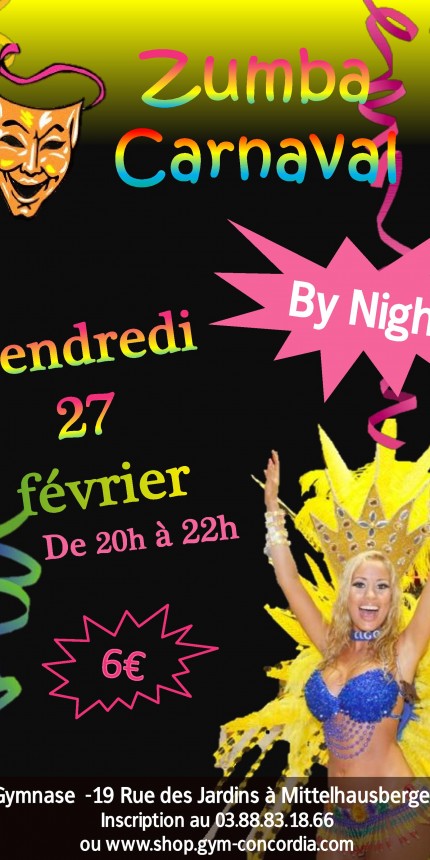 Zumba
Carnaval
By Nigh
endredi
27
février
De 20h à 22h
6€
Gymnase -19 Rue des Jardins à Mittelhausberge
Inscription au 03.88.83.18.66
ou www.shop.gym-concordia.com